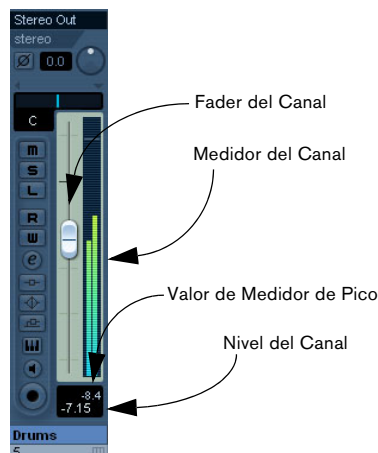 Stereo Out
stereo
0.0
Fader del Canal
C
m
S
L
Medidor del Canal
R
W
e
Valor de Medidor de Pico
Nivel del Canal
-8.4
-7.15
Drums
5